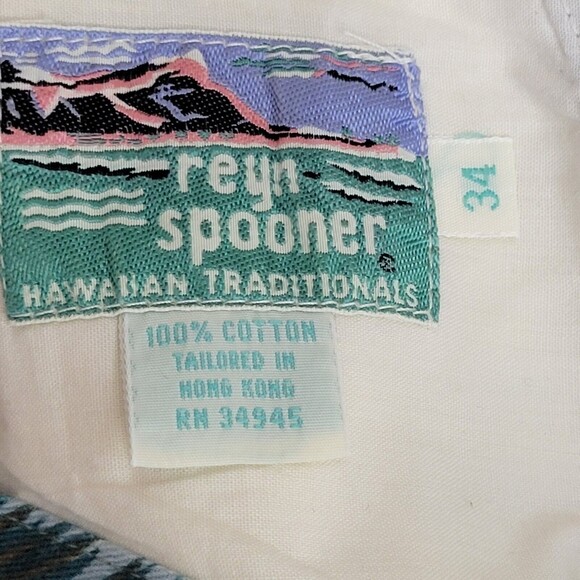 reyn
spooner®
HAWAIIAN TRADITIONALS
34
100% COTTON
TAILORED IN
HONG KONG
RN 34945